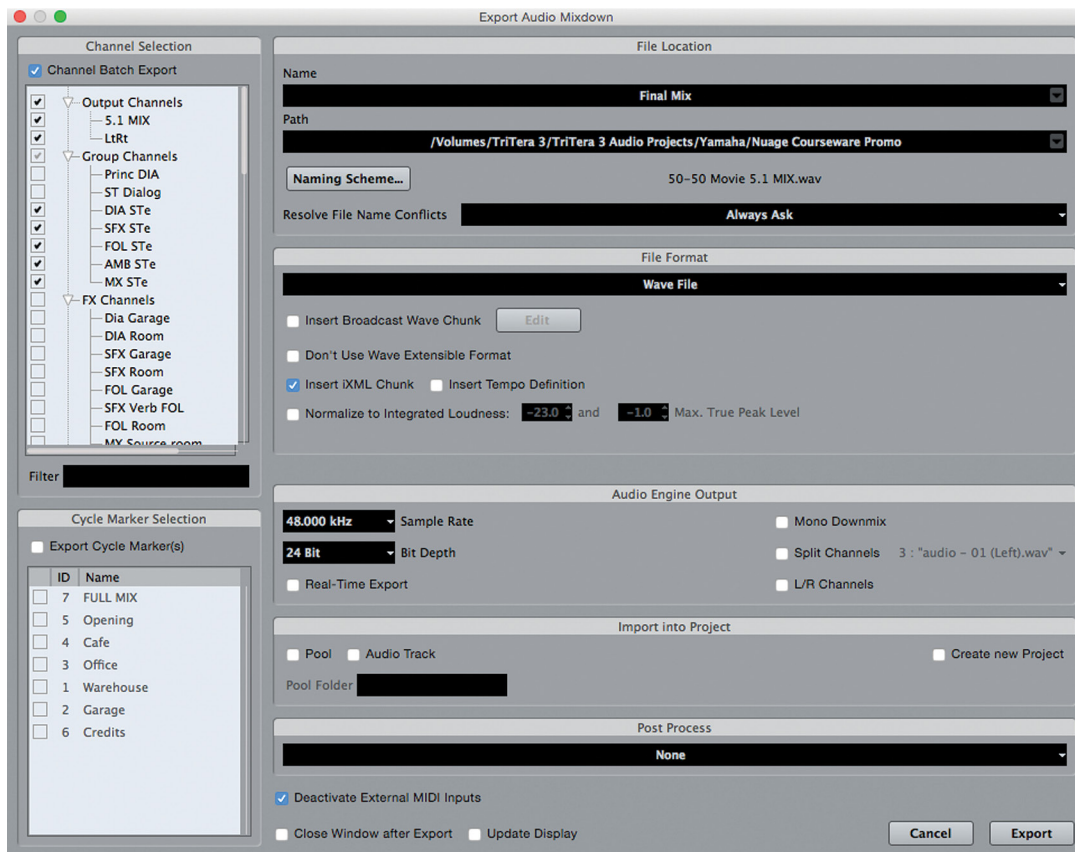 Export Audio Mixdown
Channel Selection
Channel Batch Export
Output Channels
5.1 MIX
LtRt
Group Channels
Princ DIA
ST Dialog
DIA STe
SFX STe
FOL STe
AMB STe
MX STe
FX Channels
Dia Garage
DIA Room
SFX Garage
SFX Room
FOL Garage
SFX Verb FOL
FOL Room
MX Source room
Filter
Cycle Marker Selection
Export Cycle Marker(s)
ID Name
7 FULL MIX
5 Opening
4 Cafe
3 Office
1 Warehouse
2 Garage
6 Credits
File Location
Name
Final Mix
Path
/Volumes/TriTera 3/TriTera 3 Audio Projects/Yamaha/Nuage Courseware Promo
Naming Scheme... 50-50 Movie 5.1 MIX.wav
Resolve File Name Conflicts Always Ask
File Format
Wave File
Insert Broadcast Wave Chunk Edit
Don't Use Wave Extensible Format
Insert iXML Chunk Insert Tempo Definition
Normalize to Integrated Loudness: -23.0 and -1.0 Max. True Peak Level
Audio Engine Output
48.000 kHz Sample Rate Mono Downmix
24 Bit Bit Depth Split Channels 3 : "audio - 01 (Left).wav"
Real-Time Export L/R Channels
Import into Project
Pool Audio Track Create new Project
Pool Folder
Post Process
None
Deactivate External MIDI Inputs
Close Window after Export Update Display Cancel Export